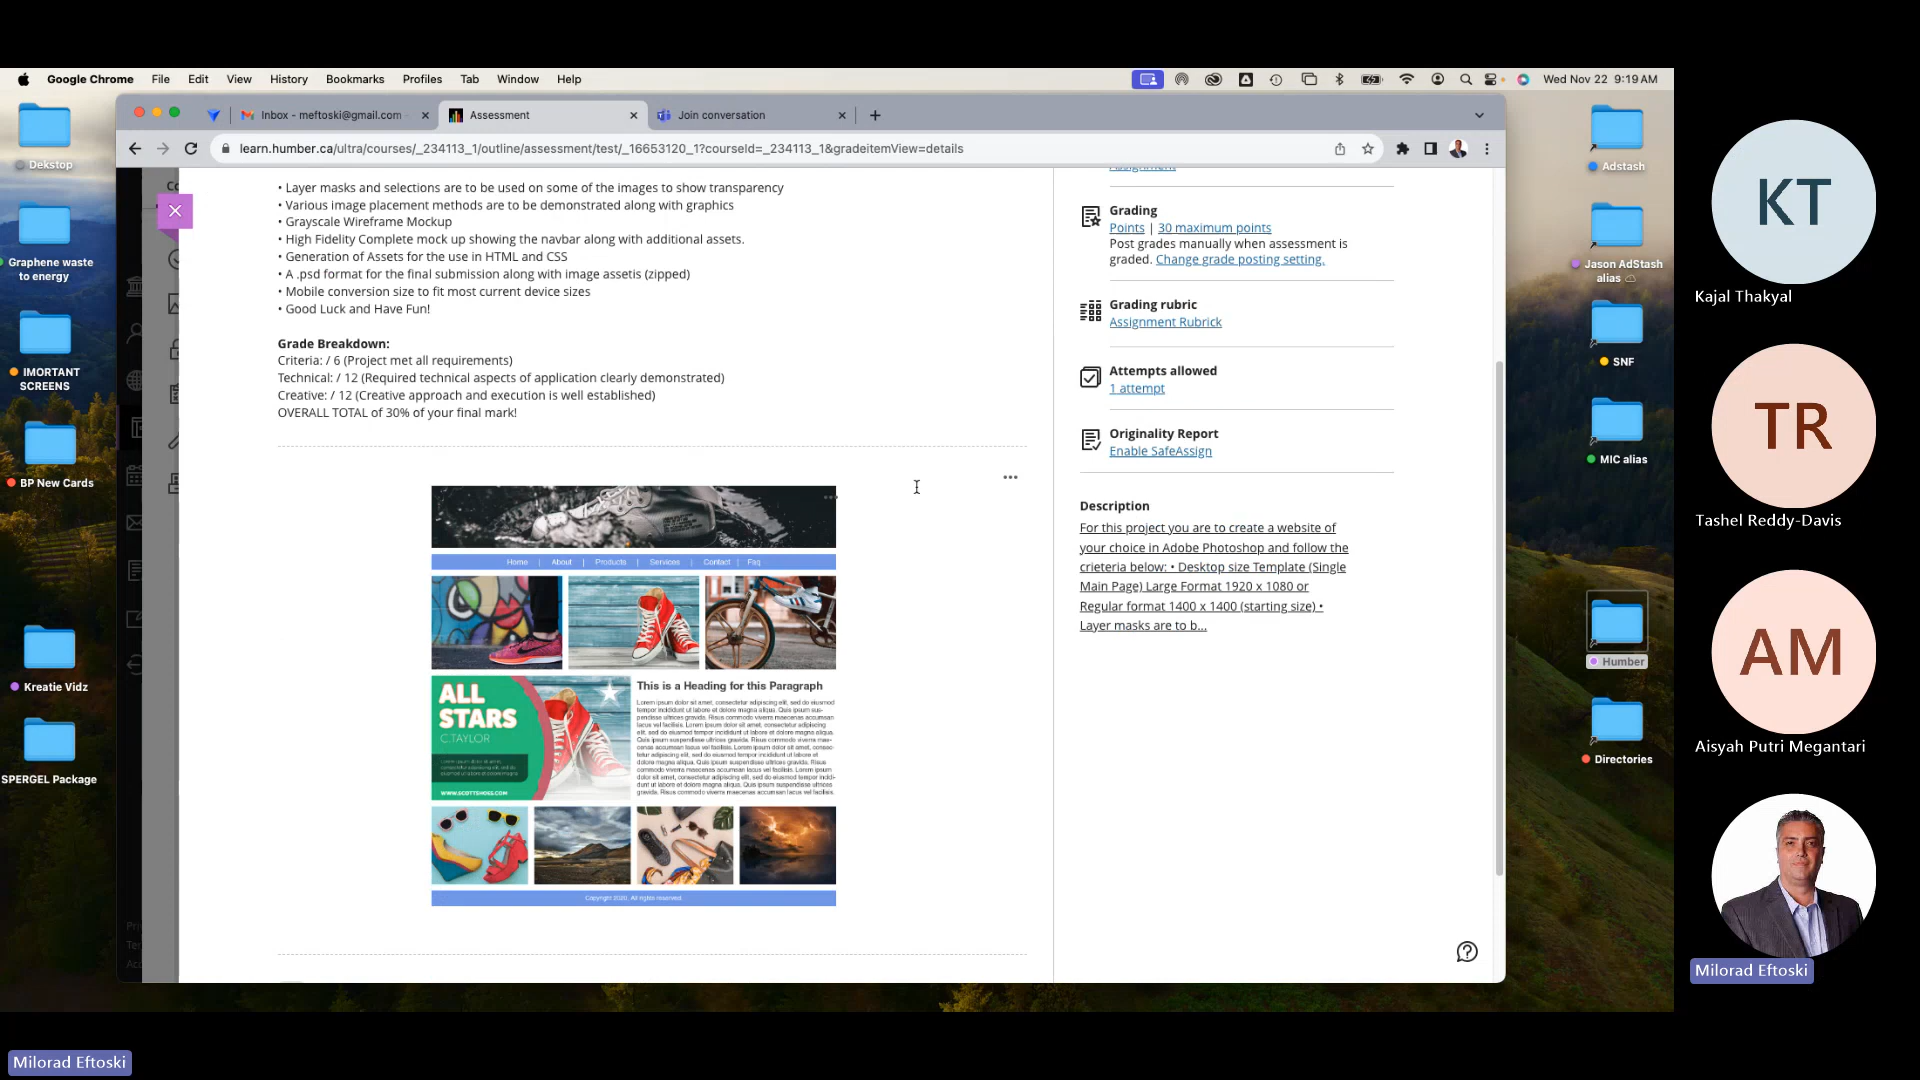 Google Chrome File Edit View History Bookmarks Profiles Tab Window Help
Wed Nov 22 9:19 AM
Inbox - meftoski@gmail.com
Assessment
Join conversation
learn.humber.ca/ultra/courses/_234113_1/outline/assessment/test/_16653120_1?courseId=_234113_1&gradeitemView=details
Dekstop
Graphene waste
to energy
IMORTANT
SCREENS
BP New Cards
Kreatie Vidz
SPERGEL Package
Co
• Layer masks and selections are to be used on some of the images to show transparency
• Various image placement methods are to be demonstrated along with graphics
• Grayscale Wireframe Mockup
• High Fidelity Complete mock up showing the navbar along with additional assets.
• Generation of Assets for the use in HTML and CSS
• A .psd format for the final submission along with image assetis (zipped)
• Mobile conversion size to fit most current device sizes
• Good Luck and Have Fun!
Grade Breakdown:
Criteria: / 6 (Project met all requirements)
Technical: / 12 (Required technical aspects of application clearly demonstrated)
Creative: / 12 (Creative approach and execution is well established)
OVERALL TOTAL of 30% of your final mark!
Home | About | Products | Services | Contact | Faq
ALL
STARS
C.TAYLOR
WWW.SCOTTSHOES.COM
This is a Heading for this Paragraph
Copyright 2020, All rights reserved.
Assignment
Grading
Points | 30 maximum points
Post grades manually when assessment is
graded. Change grade posting setting.
Grading rubric
Assignment Rubrick
Attempts allowed
1 attempt
Originality Report
Enable SafeAssign
Description
For this project you are to create a website of
your choice in Adobe Photoshop and follow the
crieteria below: • Desktop size Template (Single
Main Page) Large Format 1920 x 1080 or
Regular format 1400 x 1400 (starting size) •
Layer masks are to b...
Adstash
Jason AdStash
alias
SNF
MIC alias
Humber
Directories
KT
Kajal Thakyal
TR
Tashel Reddy-Davis
AM
Aisyah Putri Megantari
Milorad Eftoski
Milorad Eftoski